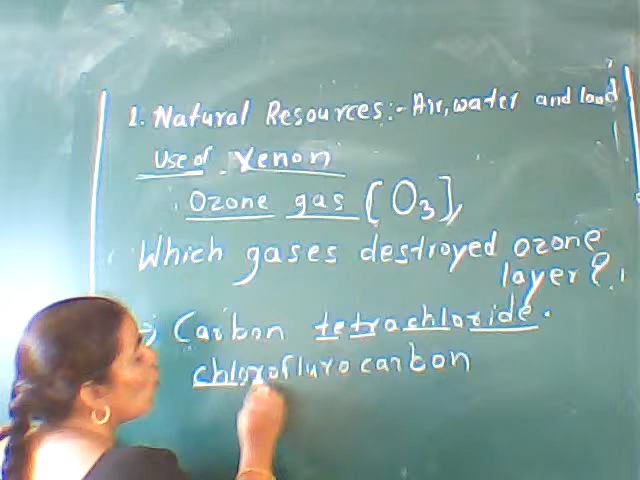 1. Natural Resources:- Air, water and land
Use of Xenon
Ozone gas [O3],
Which gases destroyed ozone
layer?
⇒ Carbon tetrachloride.
chlorofluro carbon